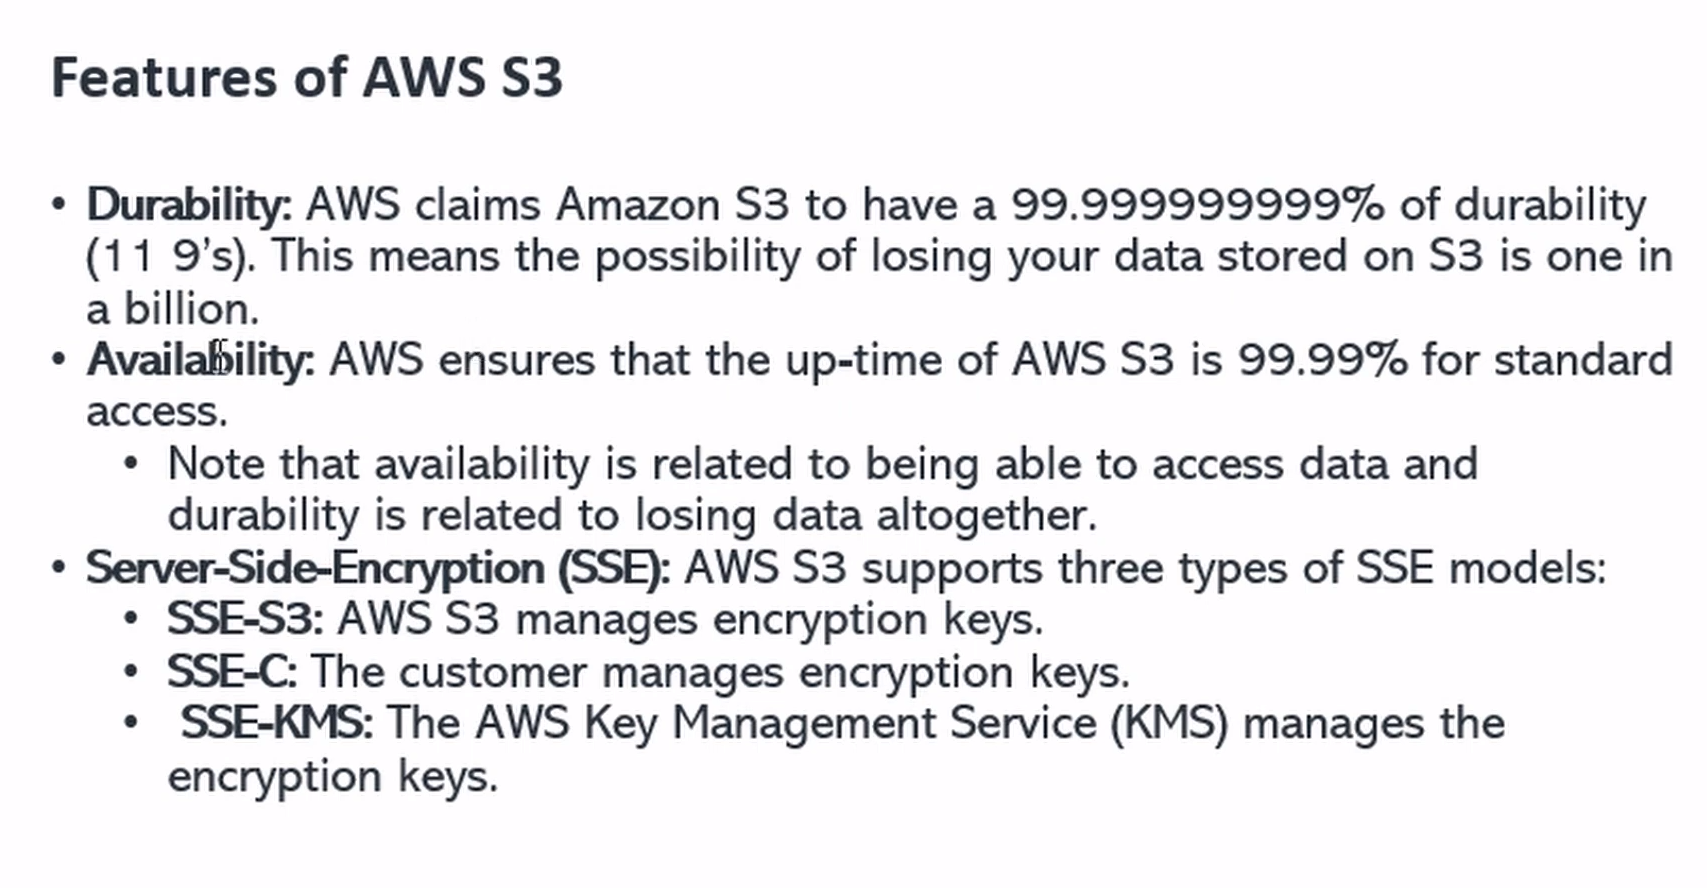 Features of AWS S3
• Durability: AWS claims Amazon S3 to have a 99.999999999% of durability
(11 9’s). This means the possibility of losing your data stored on S3 is one in
a billion.
• Availability: AWS ensures that the up-time of AWS S3 is 99.99% for standard
access.
• Note that availability is related to being able to access data and
durability is related to losing data altogether.
• Server-Side-Encryption (SSE): AWS S3 supports three types of SSE models:
• SSE-S3: AWS S3 manages encryption keys.
• SSE-C: The customer manages encryption keys.
• SSE-KMS: The AWS Key Management Service (KMS) manages the
encryption keys.